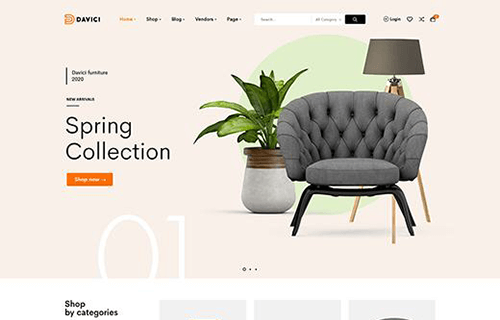 DAVICI
Home Shop Blog Vendors Page
Search...
All Category
Login
Davici furniture
2020
NEW ARRIVALS
Spring
Collection
Shop now →
01
Shop
by categories